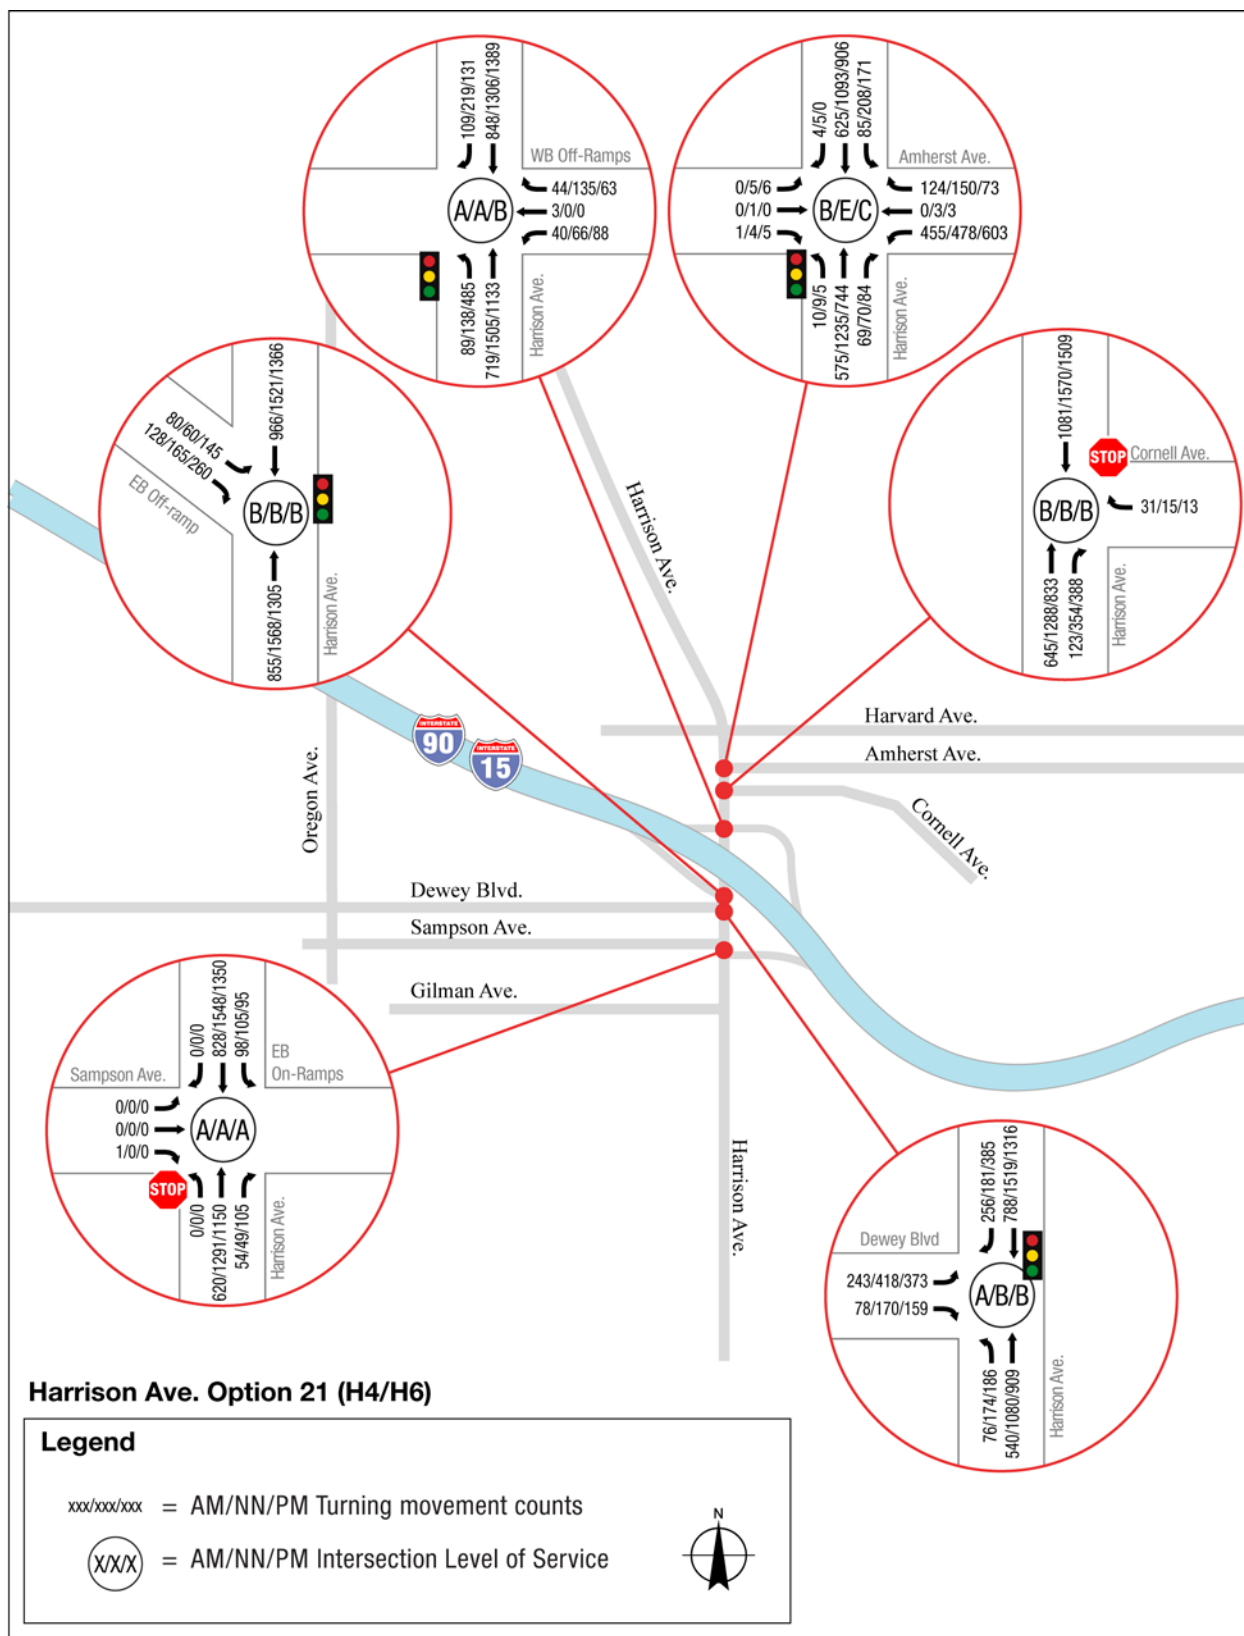 109/219/131
848/1306/1389
WB Off-Ramps
44/135/63
3/0/0
40/66/88
A/A/B
89/138/485
719/1505/1133
Harrison Ave.
4/5/0
625/1093/906
85/208/171
Amherst Ave.
0/5/6
0/1/0
1/4/5
B/E/C
124/150/73
0/3/3
455/478/603
10/9/5
575/1235/744
69/70/84
Harrison Ave.
80/60/145
128/165/260
966/1521/1366
EB Off-ramp
B/B/B
855/1568/1305
Harrison Ave.
1081/1570/1509
STOP
Cornell Ave.
B/B/B
31/15/13
645/1288/833
123/354/388
Harrison Ave.
Harrison Ave.
INTERSTATE
90
INTERSTATE
15
Harvard Ave.
Amherst Ave.
Cornell Ave.
Oregon Ave.
Dewey Blvd.
Sampson Ave.
Gilman Ave.
Harrison Ave.
0/0/0
828/1548/1350
98/105/95
EB
On-Ramps
Sampson Ave.
0/0/0
0/0/0
1/0/0
A/A/A
STOP
0/0/0
620/1291/1150
54/49/105
Harrison Ave.
256/181/385
788/1519/1316
Dewey Blvd
243/418/373
78/170/159
A/B/B
76/174/186
540/1080/909
Harrison Ave.
Harrison Ave. Option 21 (H4/H6)
Legend
xxx/xxx/xxx = AM/NN/PM Turning movement counts
X/X/X = AM/NN/PM Intersection Level of Service
N